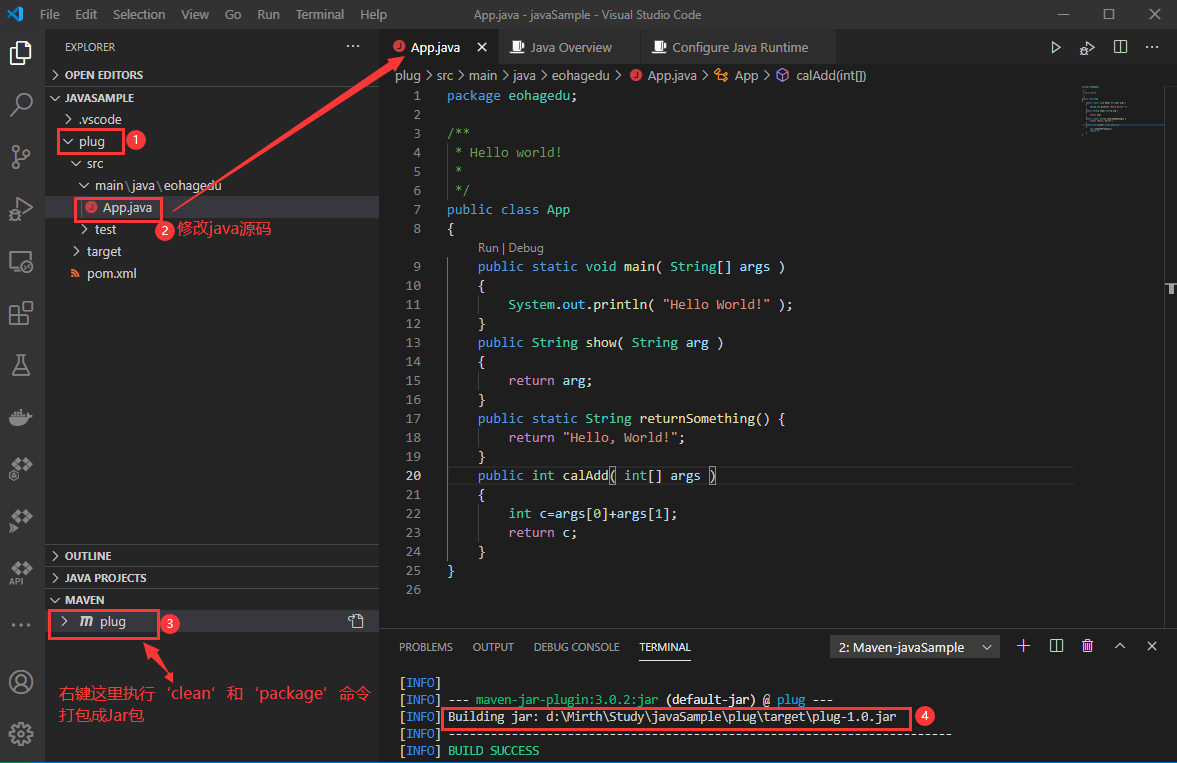 File Edit Selection View Go Run Terminal Help App.java - javaSample - Visual Studio Code
EXPLORER
OPEN EDITORS
JAVASAMPLE
.vscode
plug
1
src
main\java\eohagedu
App.java
2 修改java源码
test
target
pom.xml
OUTLINE
JAVA PROJECTS
MAVEN
plug
3
右键这里执行‘clean’和‘package’命令
打包成Jar包
API
App.java Java Overview Configure Java Runtime
plug > src > main > java > eohagedu > App.java > App > calAdd(int[])
1 package eohagedu;
2
3 /**
4 * Hello world!
5 *
6 */
7 public class App
8 {
Run | Debug
9 public static void main( String[] args )
10 {
11 System.out.println( "Hello World!" );
12 }
13 public String show( String arg )
14 {
15 return arg;
16 }
17 public static String returnSomething() {
18 return "Hello, World!";
19 }
20 public int calAdd( int[] args )
21 {
22 int c=args[0]+args[1];
23 return c;
24 }
25 }
26
PROBLEMS OUTPUT DEBUG CONSOLE TERMINAL 2: Maven-javaSample
[INFO]
[INFO] --- maven-jar-plugin:3.0.2:jar (default-jar) @ plug ---
[INFO] Building jar: d:\Mirth\Study\javaSample\plug\target\plug-1.0.jar
4
[INFO] ------------------------------------------------------------------------
[INFO] BUILD SUCCESS